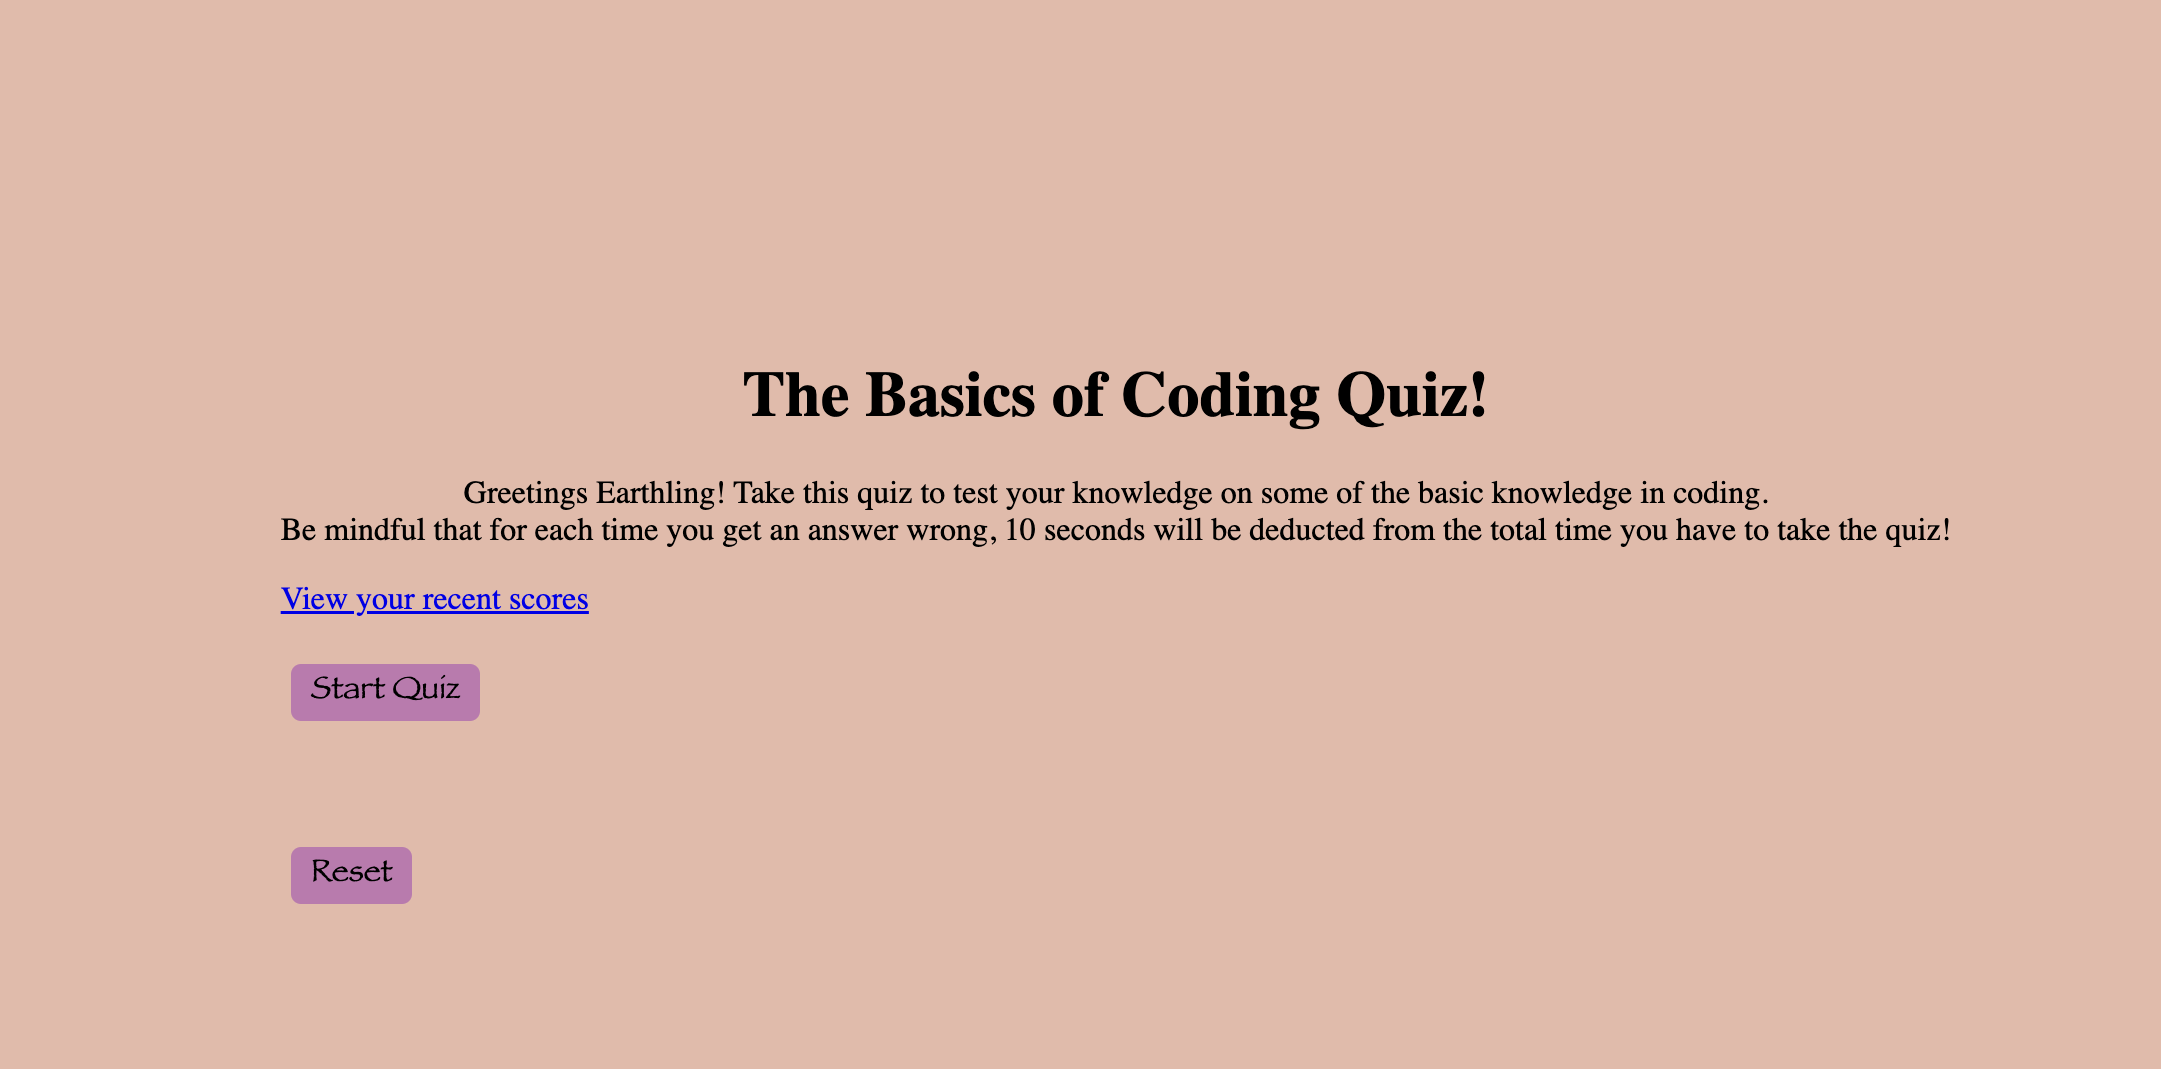 The Basics of Coding Quiz!
Greetings Earthling! Take this quiz to test your knowledge on some of the basic knowledge in coding.
Be mindful that for each time you get an answer wrong, 10 seconds will be deducted from the total time you have to take the quiz!
View your recent scores
Start Quiz
Reset